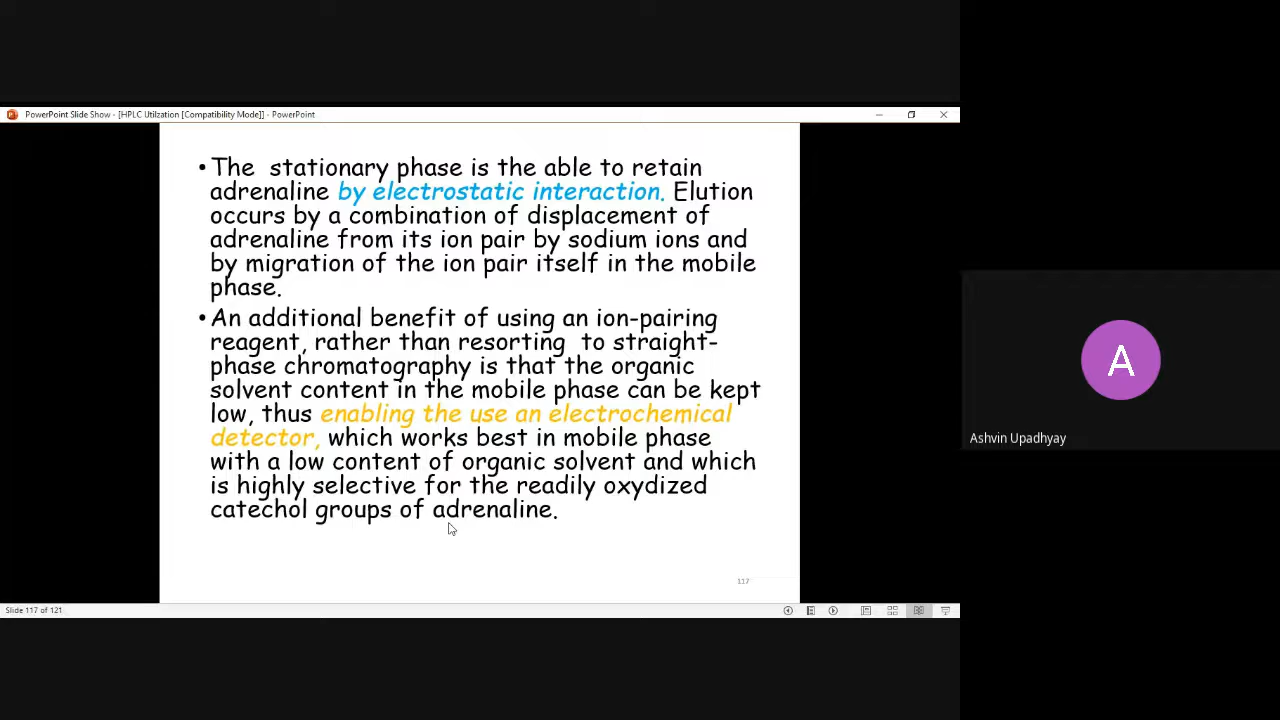 PowerPoint Slide Show - [HPLC Utilzation [Compatibility Mode]] - PowerPoint
• The stationary phase is the able to retain
adrenaline by electrostatic interaction. Elution
occurs by a combination of displacement of
adrenaline from its ion pair by sodium ions and
by migration of the ion pair itself in the mobile
phase.
• An additional benefit of using an ion-pairing
reagent, rather than resorting to straight-
phase chromatography is that the organic
solvent content in the mobile phase can be kept
low, thus enabling the use an electrochemical
detector, which works best in mobile phase
with a low content of organic solvent and which
is highly selective for the readily oxydized
catechol groups of adrenaline.
117
Slide 117 of 121
A
Ashvin Upadhyay